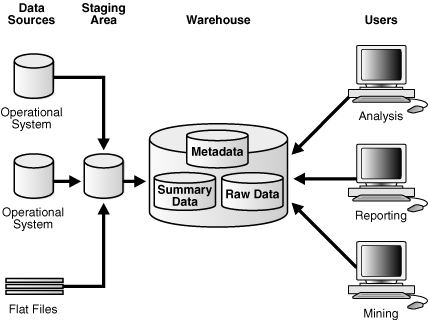 Data
Sources
Staging
Area
Warehouse
Users
Operational
System
Metadata
Summary
Data
Raw Data
Analysis
Operational
System
Reporting
Flat Files
Mining